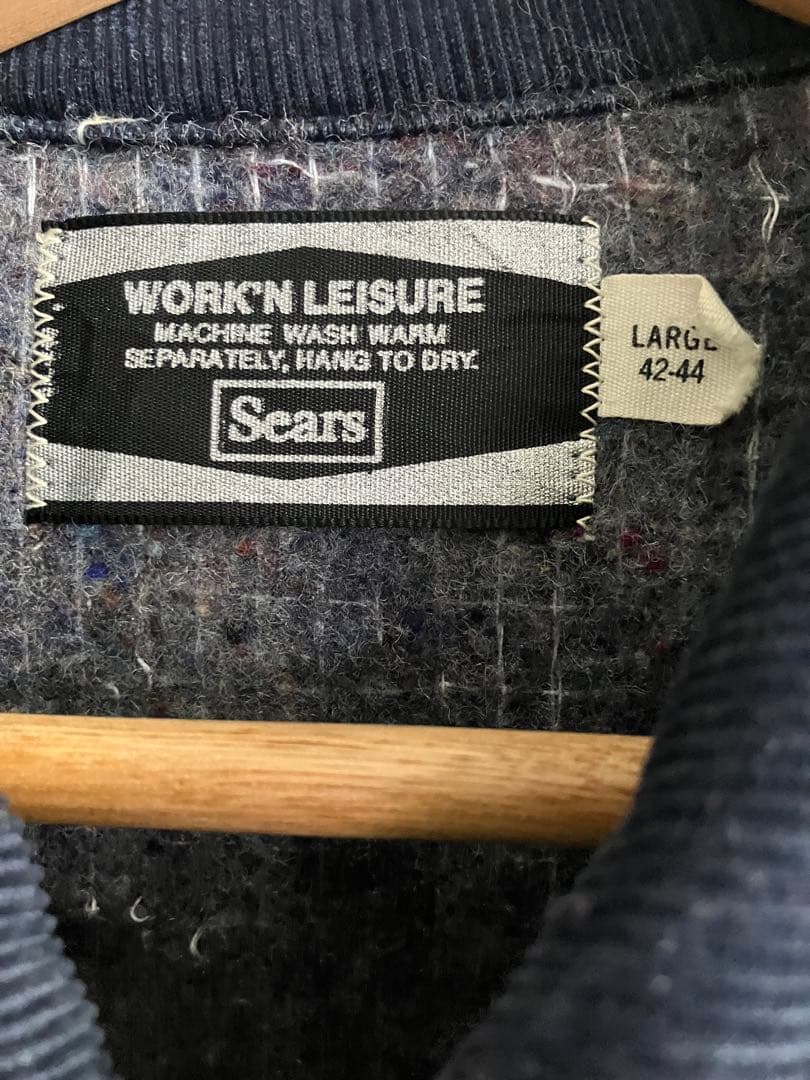 WORK'N LEISURE
MACHINE WASH WARM
SEPARATELY, HANG TO DRY.
Sears
LARGE
42-44